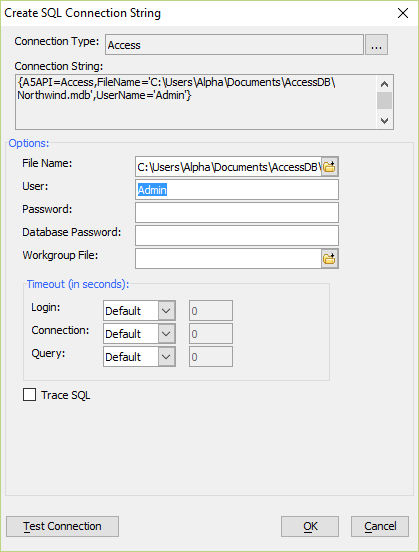 Create SQL Connection String
Connection Type: Access ...
Connection String:
{A5API=Access,FileName='C:\Users\Alpha\Documents\AccessDB\
Northwind.mdb',UserName='Admin'}
Options:
File Name: C:\Users\Alpha\Documents\AccessDB\
User: Admin
Password:
Database Password:
Workgroup File:
Timeout (in seconds):
Login: Default 0
Connection: Default 0
Query: Default 0
Trace SQL
Test Connection OK Cancel